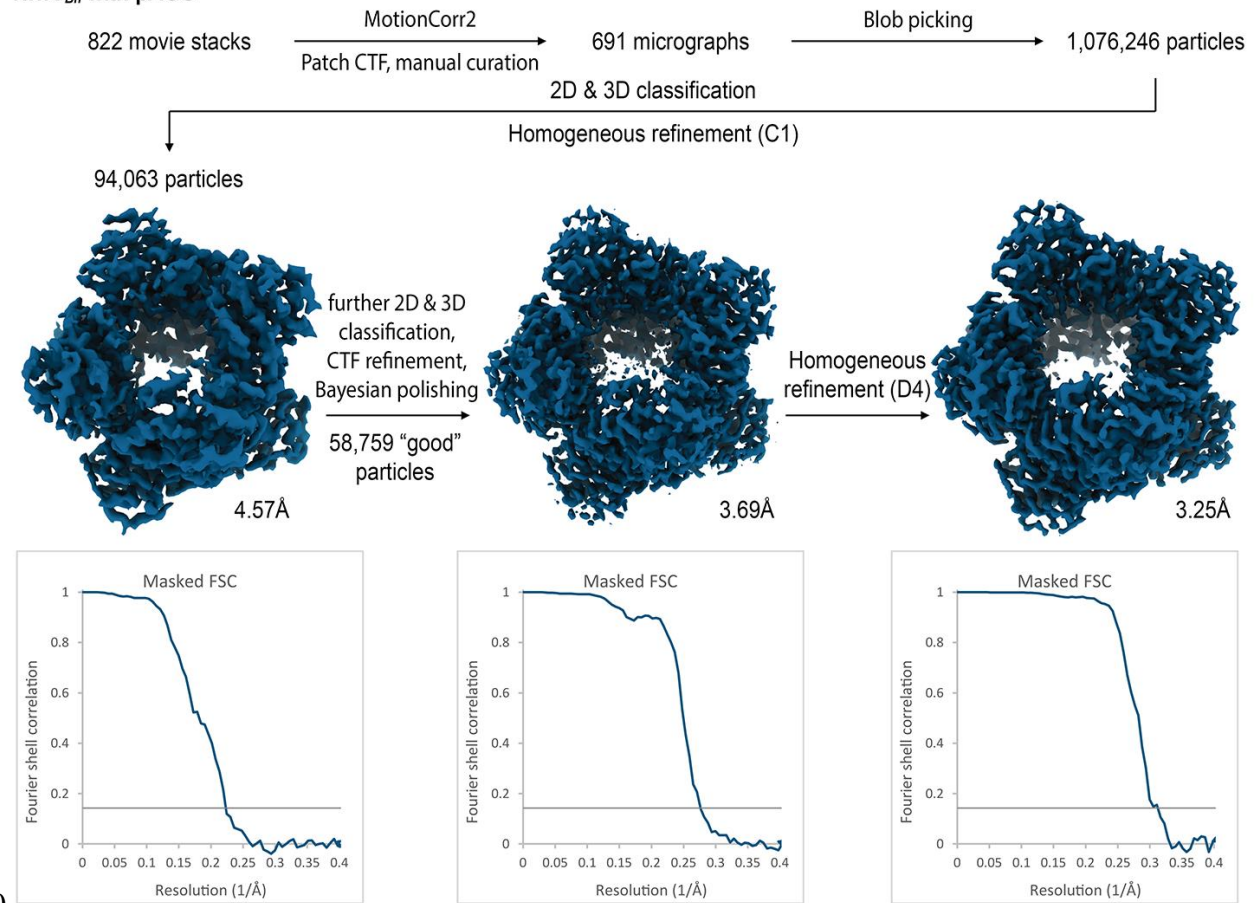 822 movie stacks
MotionCorr2
Patch CTF, manual curation
691 micrographs
Blob picking
1,076,246 particles
2D & 3D classification
Homogeneous refinement (C1)
94,063 particles
further 2D & 3D
classification,
CTF refinement,
Bayesian polishing
58,759 “good”
particles
Homogeneous
refinement (D4)
4.57Å
3.69Å
3.25Å
Masked FSC
Fourier shell correlation
1
0.8
0.6
0.4
0.2
0
0 0.05 0.1 0.15 0.2 0.25 0.3 0.35 0.4
Resolution (1/Å)
Masked FSC
Fourier shell correlation
1
0.8
0.6
0.4
0.2
0
0 0.05 0.1 0.15 0.2 0.25 0.3 0.35 0.4
Resolution (1/Å)
Masked FSC
Fourier shell correlation
1
0.8
0.6
0.4
0.2
0
0 0.05 0.1 0.15 0.2 0.25 0.3 0.35 0.4
Resolution (1/Å)